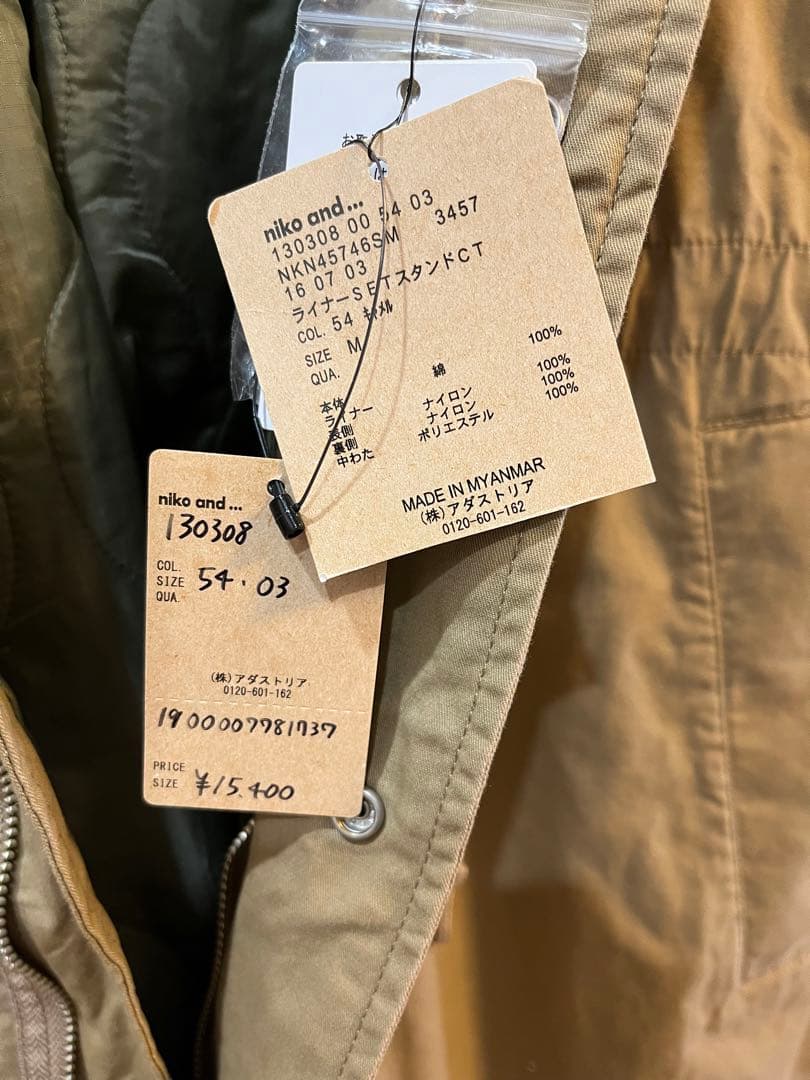 niko and...
130308 00 54 03
NKN45746SM 3457
16 07 03
ライナーSETスタンドCT
COL. 54 ｷｬﾒﾙ
SIZE M
QUA.
本体 綿 100%
ライナー
表側 ナイロン 100%
裏側 ナイロン 100%
中わた ポリエステル 100%
MADE IN MYANMAR
(株)アダストリア
0120-601-162
niko and...
130308
COL.
SIZE 54.03
QUA.
(株)アダストリア
0120-601-162
PRICE
SIZE ¥15.400